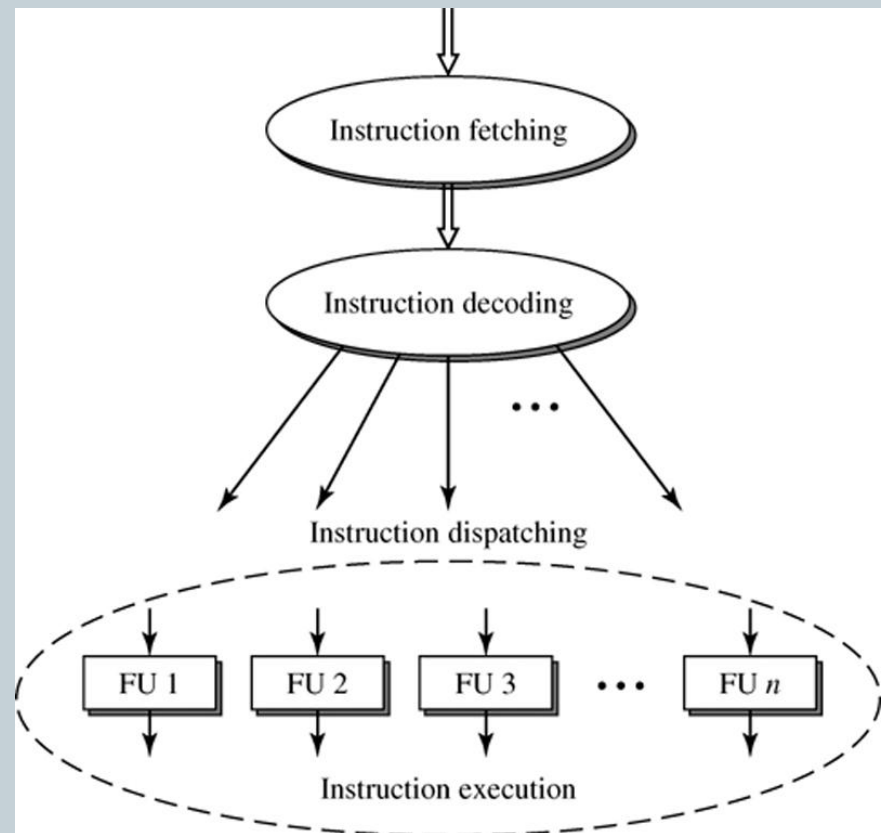 Instruction fetching
Instruction decoding
Instruction dispatching
FU 1 FU 2 FU 3 ... FU n
Instruction execution